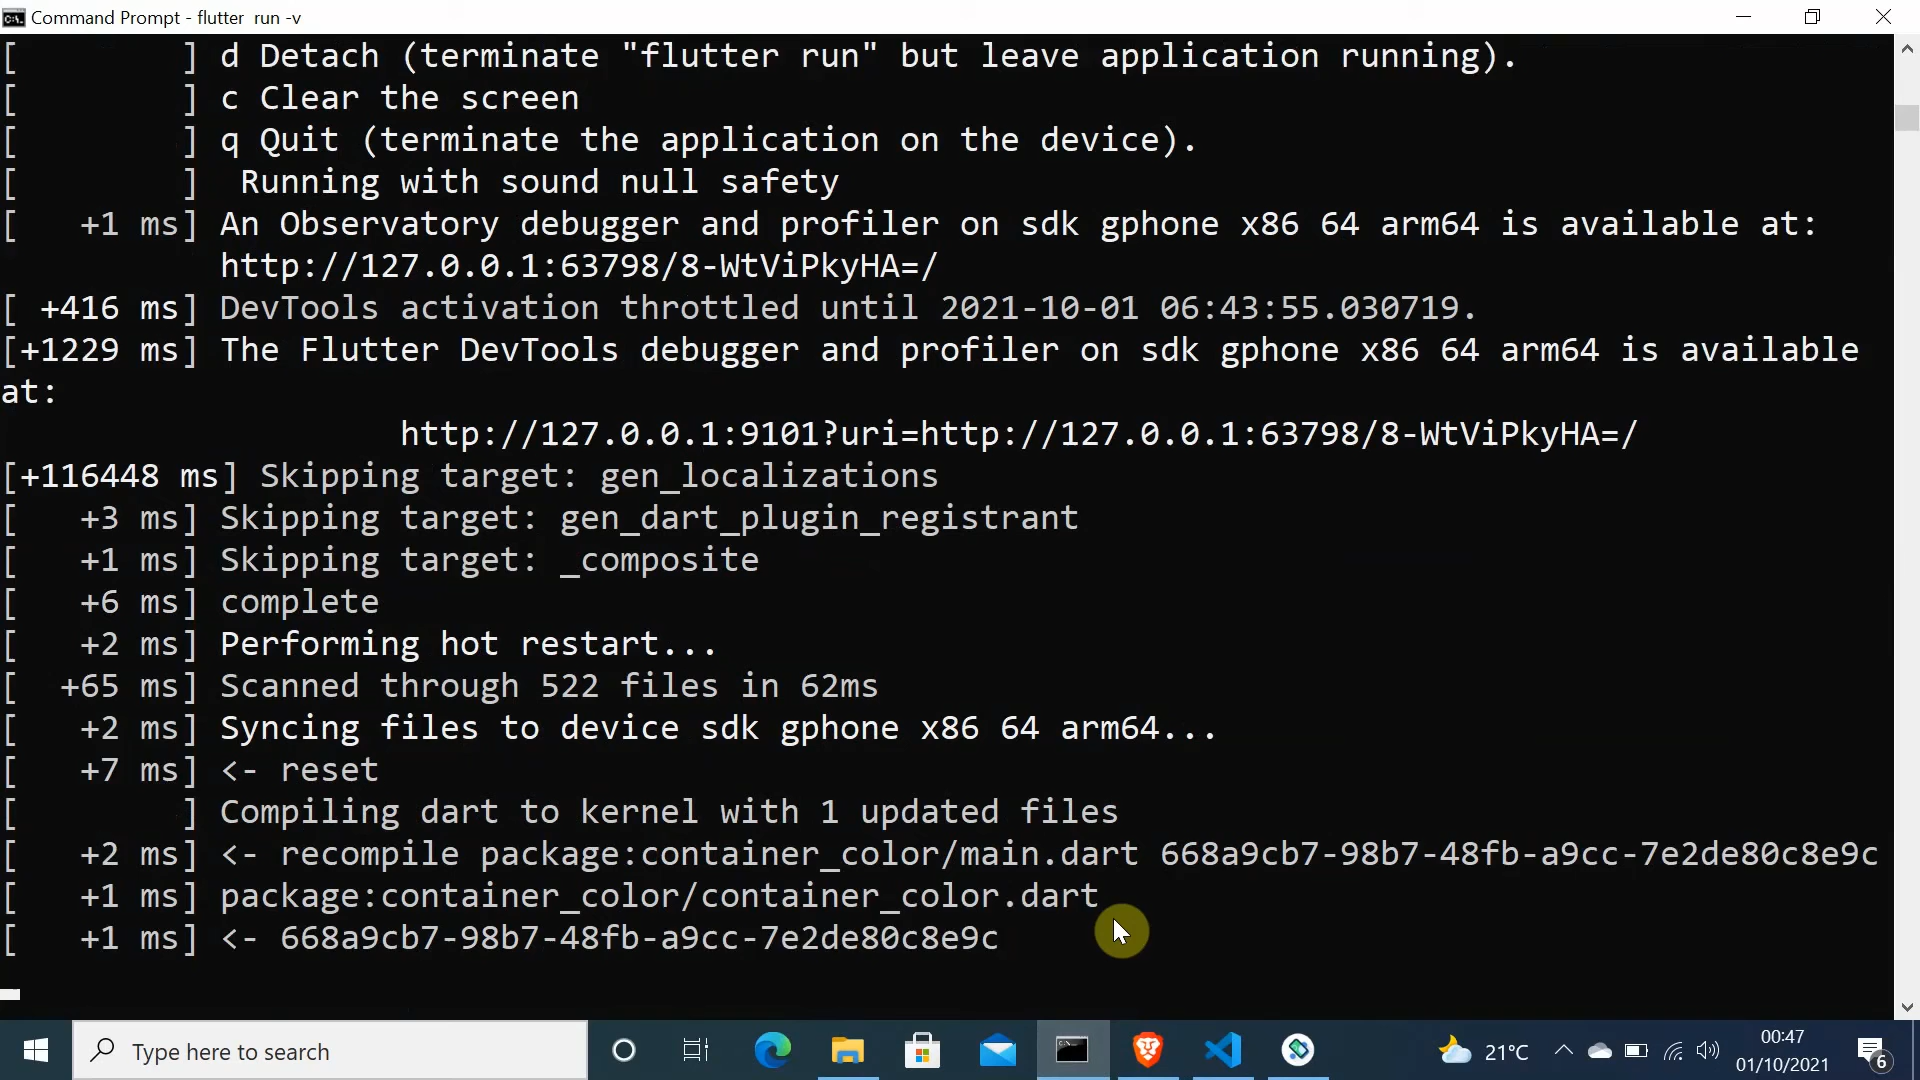 Command Prompt - flutter  run -v
[         ] d Detach (terminate "flutter run" but leave application running).
[         ] c Clear the screen
[         ] q Quit (terminate the application on the device).
[         ]  Running with sound null safety
[   +1 ms] An Observatory debugger and profiler on sdk gphone x86 64 arm64 is available at:
http://127.0.0.1:63798/8-WtViPkyHA=/
[ +416 ms] DevTools activation throttled until 2021-10-01 06:43:55.030719.
[+1229 ms] The Flutter DevTools debugger and profiler on sdk gphone x86 64 arm64 is available
at:
http://127.0.0.1:9101?uri=http://127.0.0.1:63798/8-WtViPkyHA=/
[+116448 ms] Skipping target: gen_localizations
[   +3 ms] Skipping target: gen_dart_plugin_registrant
[   +1 ms] Skipping target: _composite
[   +6 ms] complete
[   +2 ms] Performing hot restart...
[  +65 ms] Scanned through 522 files in 62ms
[   +2 ms] Syncing files to device sdk gphone x86 64 arm64...
[   +7 ms] <- reset
[         ] Compiling dart to kernel with 1 updated files
[   +2 ms] <- recompile package:container_color/main.dart 668a9cb7-98b7-48fb-a9cc-7e2de80c8e9c
[   +1 ms] package:container_color/container_color.dart
[   +1 ms] <- 668a9cb7-98b7-48fb-a9cc-7e2de80c8e9c
Type here to search
21°C
00:47
01/10/2021
6